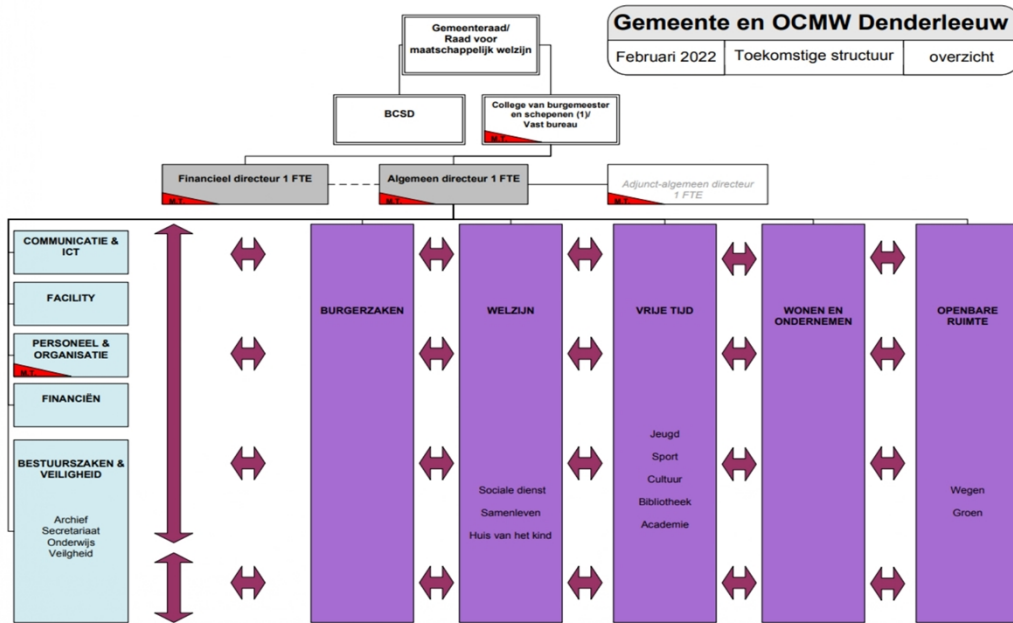 Gemeente en OCMW Denderleeuw
Februari 2022
Toekomstige structuur
overzicht
Gemeenteraad/
Raad voor
maatschappelijk welzijn
BCSD
College van burgemeester
en schepenen (1)/
Vast bureau
M.T.
Financieel directeur 1 FTE
M.T.
Algemeen directeur 1 FTE
M.T.
Adjunct-algemeen directeur
1 FTE
M.T.
COMMUNICATIE &
ICT
FACILITY
PERSONEEL &
ORGANISATIE
M.T.
FINANCIËN
BESTUURSZAKEN &
VEILIGHEID
Archief
Secretariaat
Onderwijs
Veilgheid
BURGERZAKEN
WELZIJN
Sociale dienst
Samenleven
Huis van het kind
VRIJE TIJD
Jeugd
Sport
Cultuur
Bibliotheek
Academie
WONEN EN
ONDERNEMEN
OPENBARE
RUIMTE
Wegen
Groen